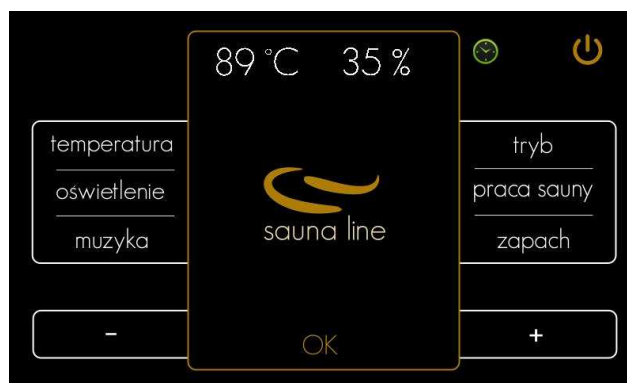 89 °C 35 %
temperatura
oświetlenie
muzyka
sauna line
tryb
praca sauny
zapach
-
OK
+